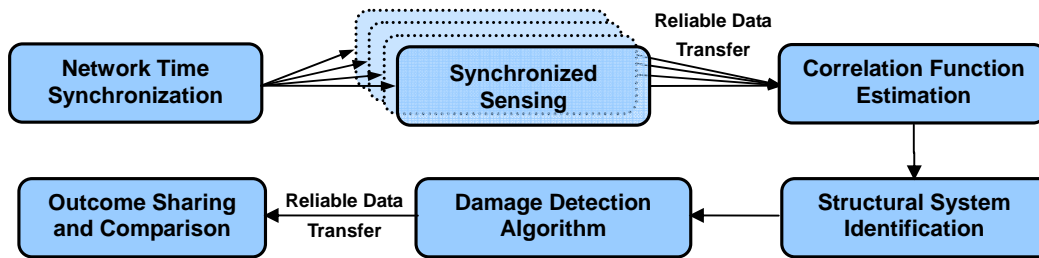 Network Time
Synchronization
Synchronized
Sensing
Reliable Data
Transfer
Correlation Function
Estimation
Structural System
Identification
Damage Detection
Algorithm
Reliable Data
Transfer
Outcome Sharing
and Comparison